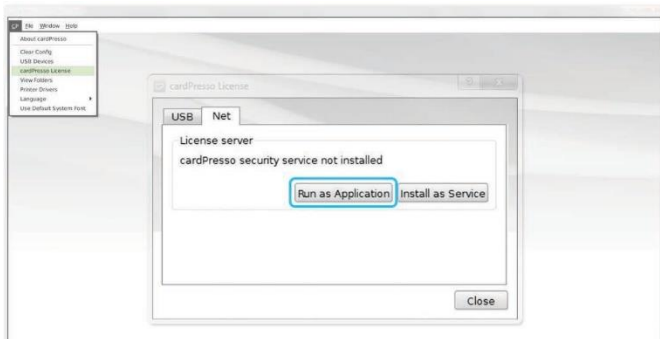 CP File Window Help
About cardPresso
Clear Config
USB Devices
cardPresso License
View Folders
Printer Drivers
Language
Use Default System Font
cardPresso License
USB Net
License server
cardPresso security service not installed
Run as Application Install as Service
Close